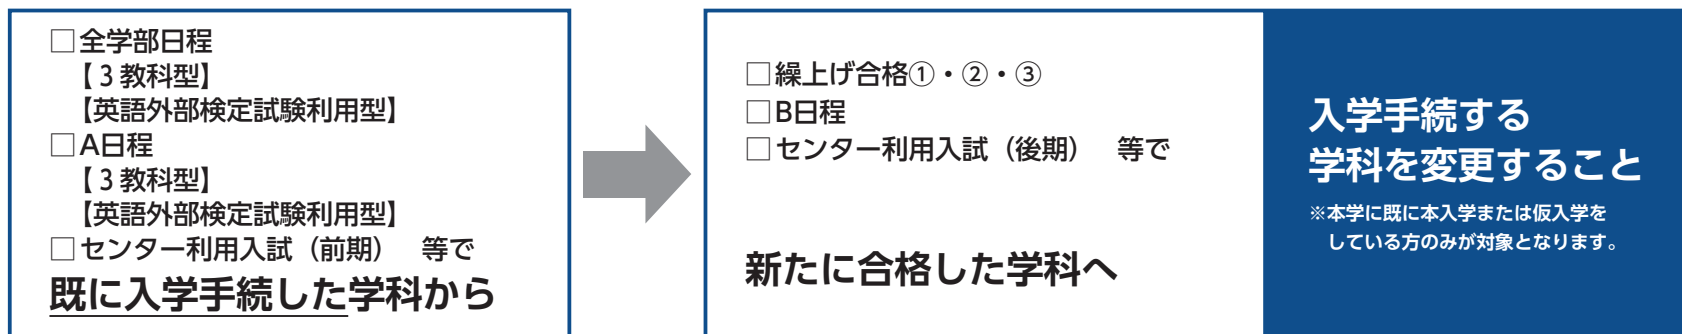 □全学部日程
【3教科型】
【英語外部検定試験利用型】
□A日程
【3教科型】
【英語外部検定試験利用型】
□センター利用入試（前期）　等で
既に入学手続した学科から
□繰上げ合格①・②・③
□B日程
□センター利用入試（後期）　等で
新たに合格した学科へ
入学手続する
学科を変更すること
※本学に既に本入学または仮入学を
している方のみが対象となります。